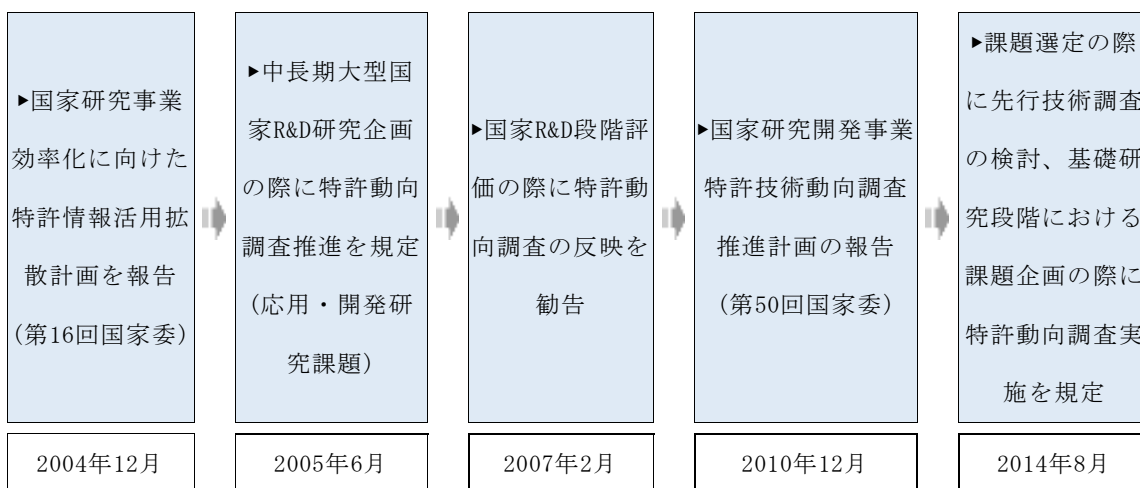 ▶国家研究事業
効率化に向けた
特許情報活用拡
散計画を報告
(第16回国家委)
▶中長期大型国
家R&D研究企画
の際に特許動向
調査推進を規定
(応用・開発研
究課題)
▶国家R&D段階評
価の際に特許動
向調査の反映を
勧告
▶国家研究開発事業
特許技術動向調査
推進計画の報告
(第50回国家委)
▶課題選定の際
に先行技術調査
の検討、基礎研
究段階における
課題企画の際に
特許動向調査実
施を規定
2004年12月
2005年6月
2007年2月
2010年12月
2014年8月